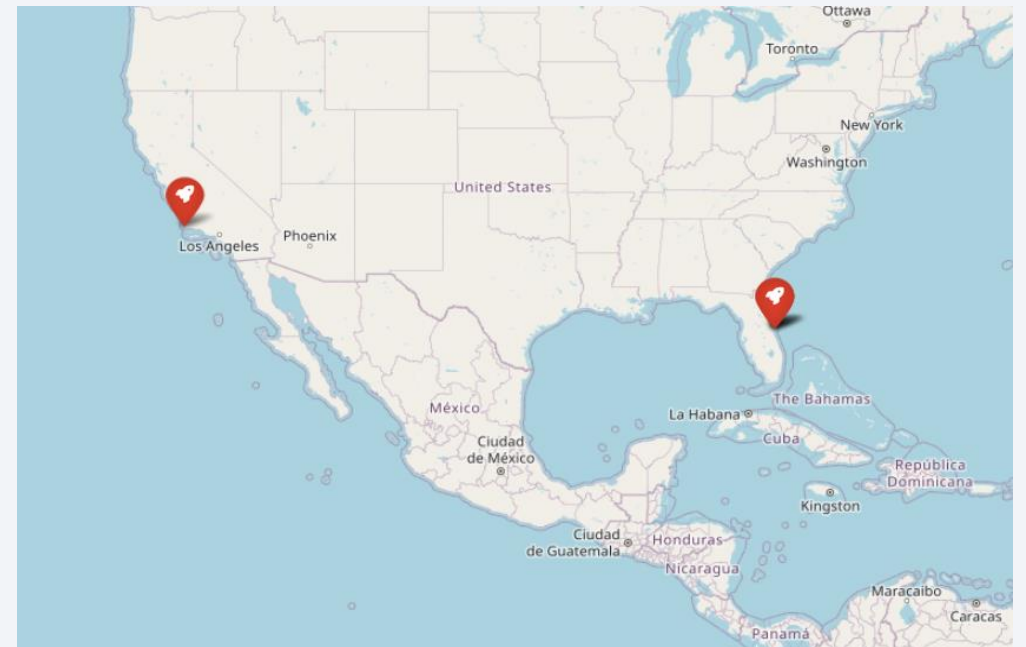 Ottawa
Toronto
New York
Washington
United States
Los Angeles
Phoenix
The Bahamas
La Habana
México
Cuba
Ciudad
de México
República
Dominicana
Kingston
Ciudad
de Guatemala
Honduras
Nicaragua
Maracaibo
Caracas
Panamá